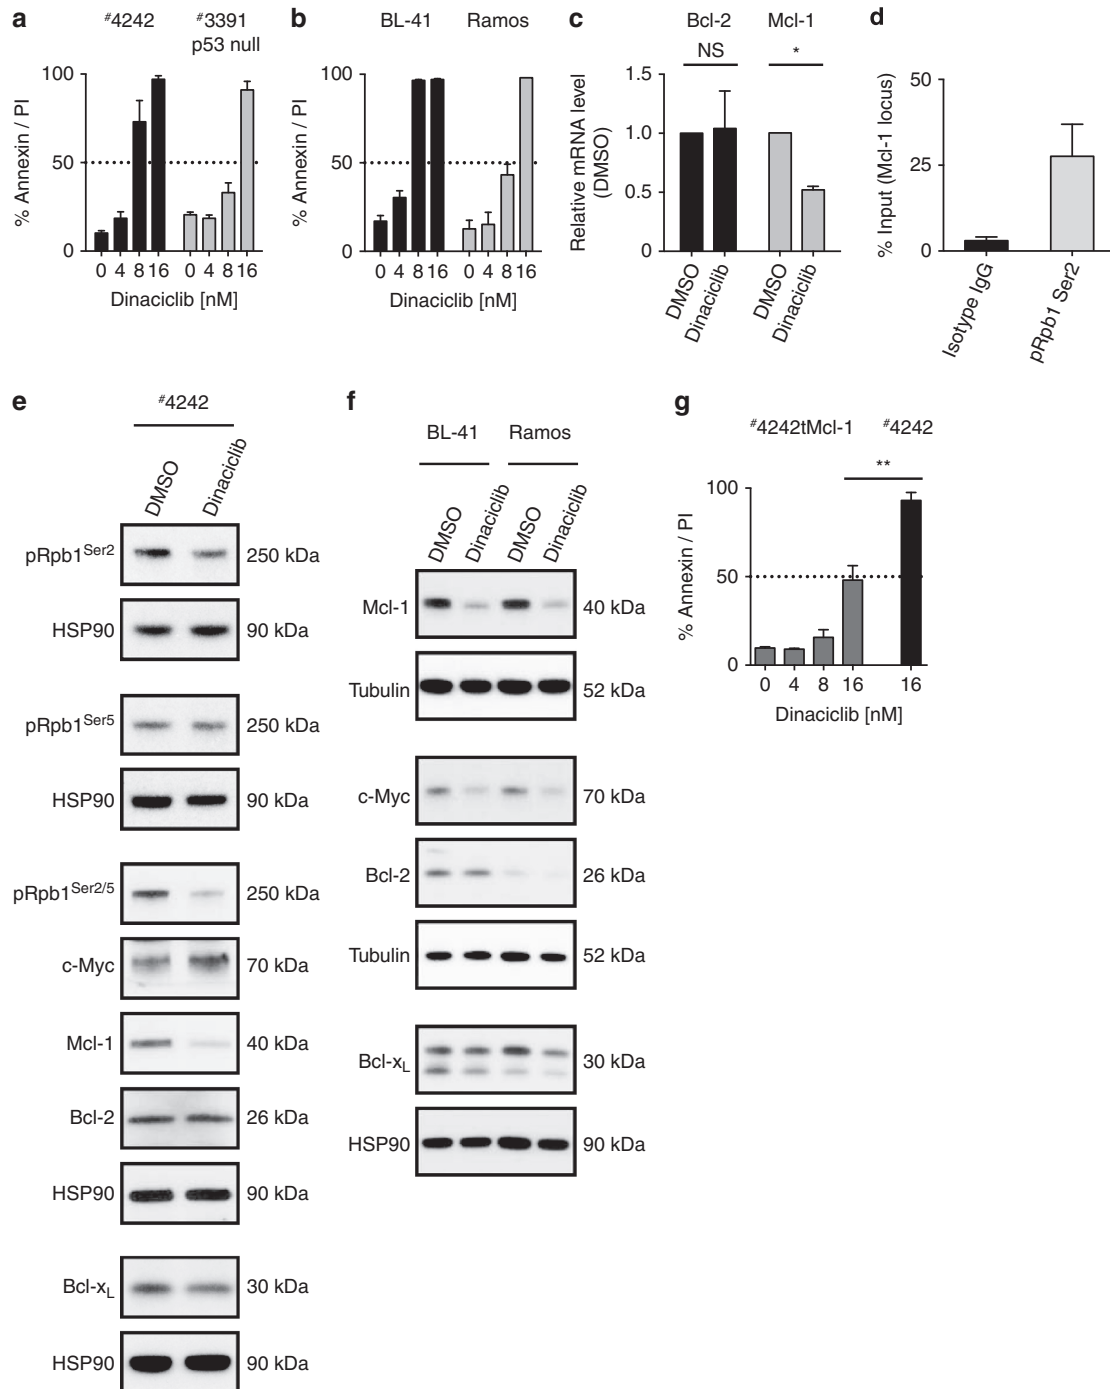 a
#4242
#3391
p53 null
% Annexin / PI
100
50
0
0 4 8 16 0 4 8 16
Dinaciclib [nM]
b
BL-41
Ramos
% Annexin / PI
100
50
0
0 4 8 16 0 4 8 16
Dinaciclib [nM]
c
Bcl-2
Mcl-1
NS
*
Relative mRNA level
(DMSO)
1.5
1.0
0.5
0
DMSO
Dinaciclib
DMSO
Dinaciclib
d
% Input (Mcl-1 locus)
50
25
0
Isotype IgG
pRpb1 Ser2
e
#4242
DMSO
Dinaciclib
pRpb1Ser2 250 kDa
HSP90 90 kDa
pRpb1Ser5 250 kDa
HSP90 90 kDa
pRpb1Ser2/5 250 kDa
c-Myc 70 kDa
Mcl-1 40 kDa
Bcl-2 26 kDa
HSP90 90 kDa
Bcl-xL 30 kDa
HSP90 90 kDa
f
BL-41
Ramos
DMSO
Dinaciclib
DMSO
Dinaciclib
Mcl-1 40 kDa
Tubulin 52 kDa
c-Myc 70 kDa
Bcl-2 26 kDa
Tubulin 52 kDa
Bcl-xL 30 kDa
HSP90 90 kDa
g
#4242tMcl-1
#4242
**
% Annexin / PI
100
50
0
0 4 8 16 16
Dinaciclib [nM]